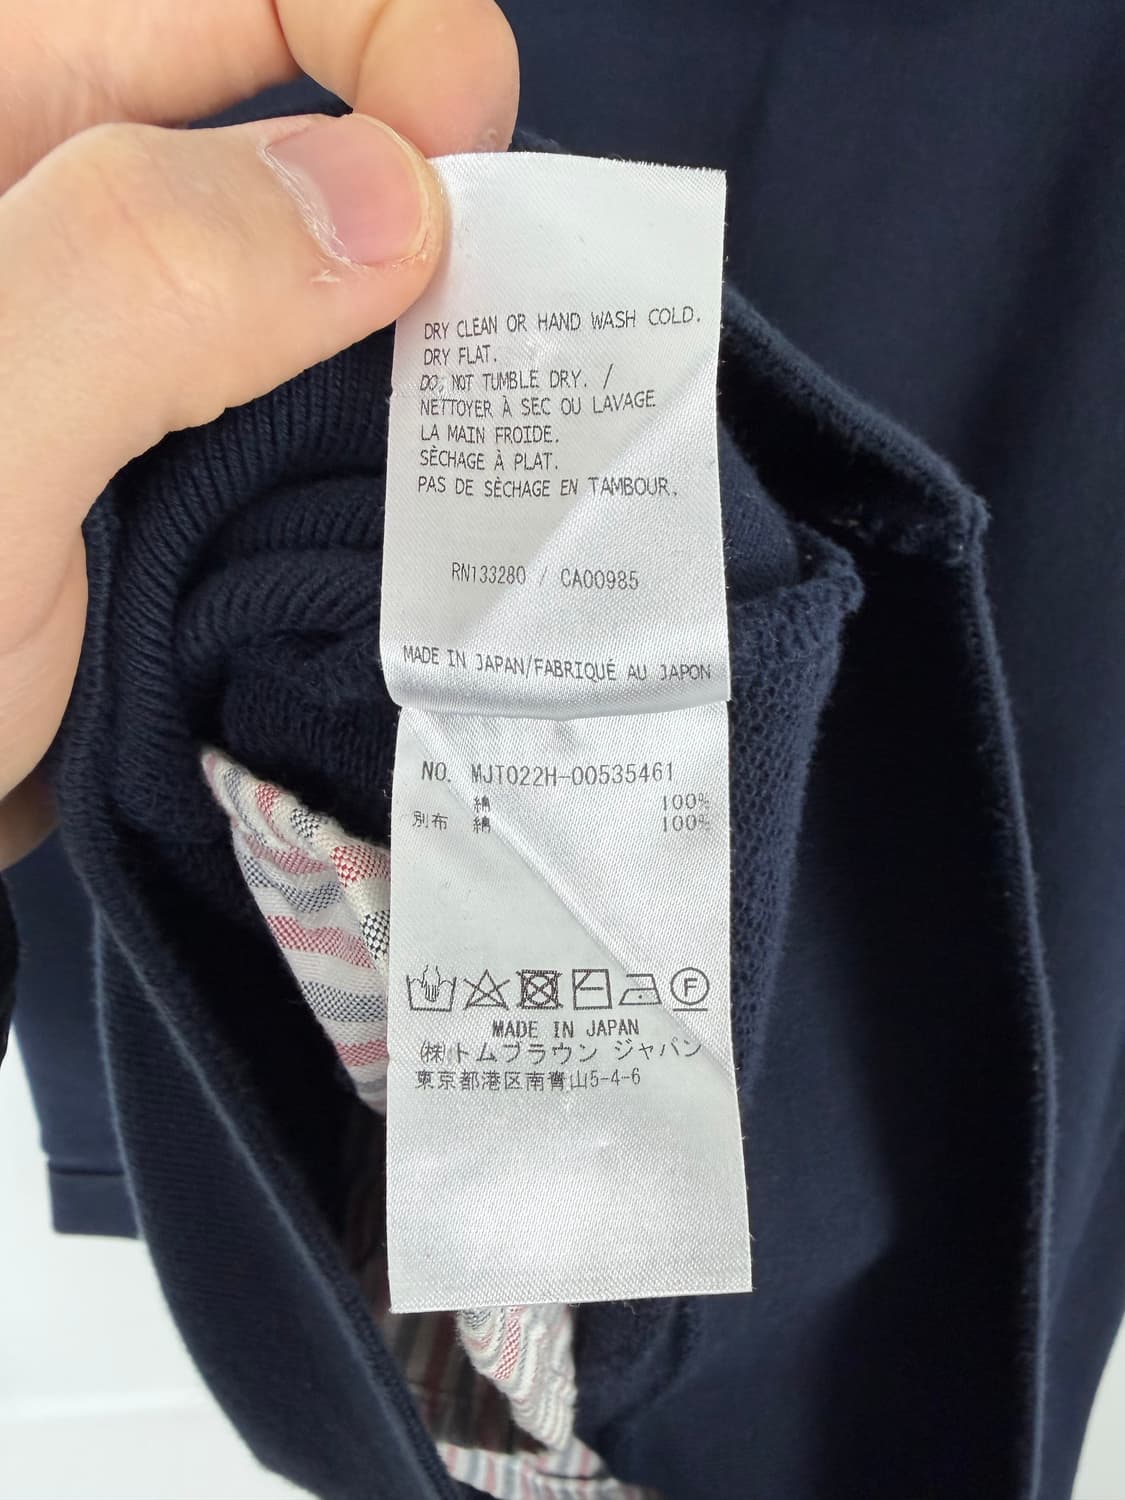 DRY CLEAN OR HAND WASH COLD.
DRY FLAT.
DO NOT TUMBLE DRY. /
NETTOYER À SEC OU LAVAGE
LA MAIN FROIDE.
SÈCHAGE À PLAT.
PAS DE SÈCHAGE EN TAMBOUR.
RN133280 / CA00985
MADE IN JAPAN/FABRIQUÉ AU JAPON
NO. MJT022H-00535461
綿 100%
別布 綿 100%
F
MADE IN JAPAN
㈱トムブラウン ジャパン
東京都港区南青山5-4-6